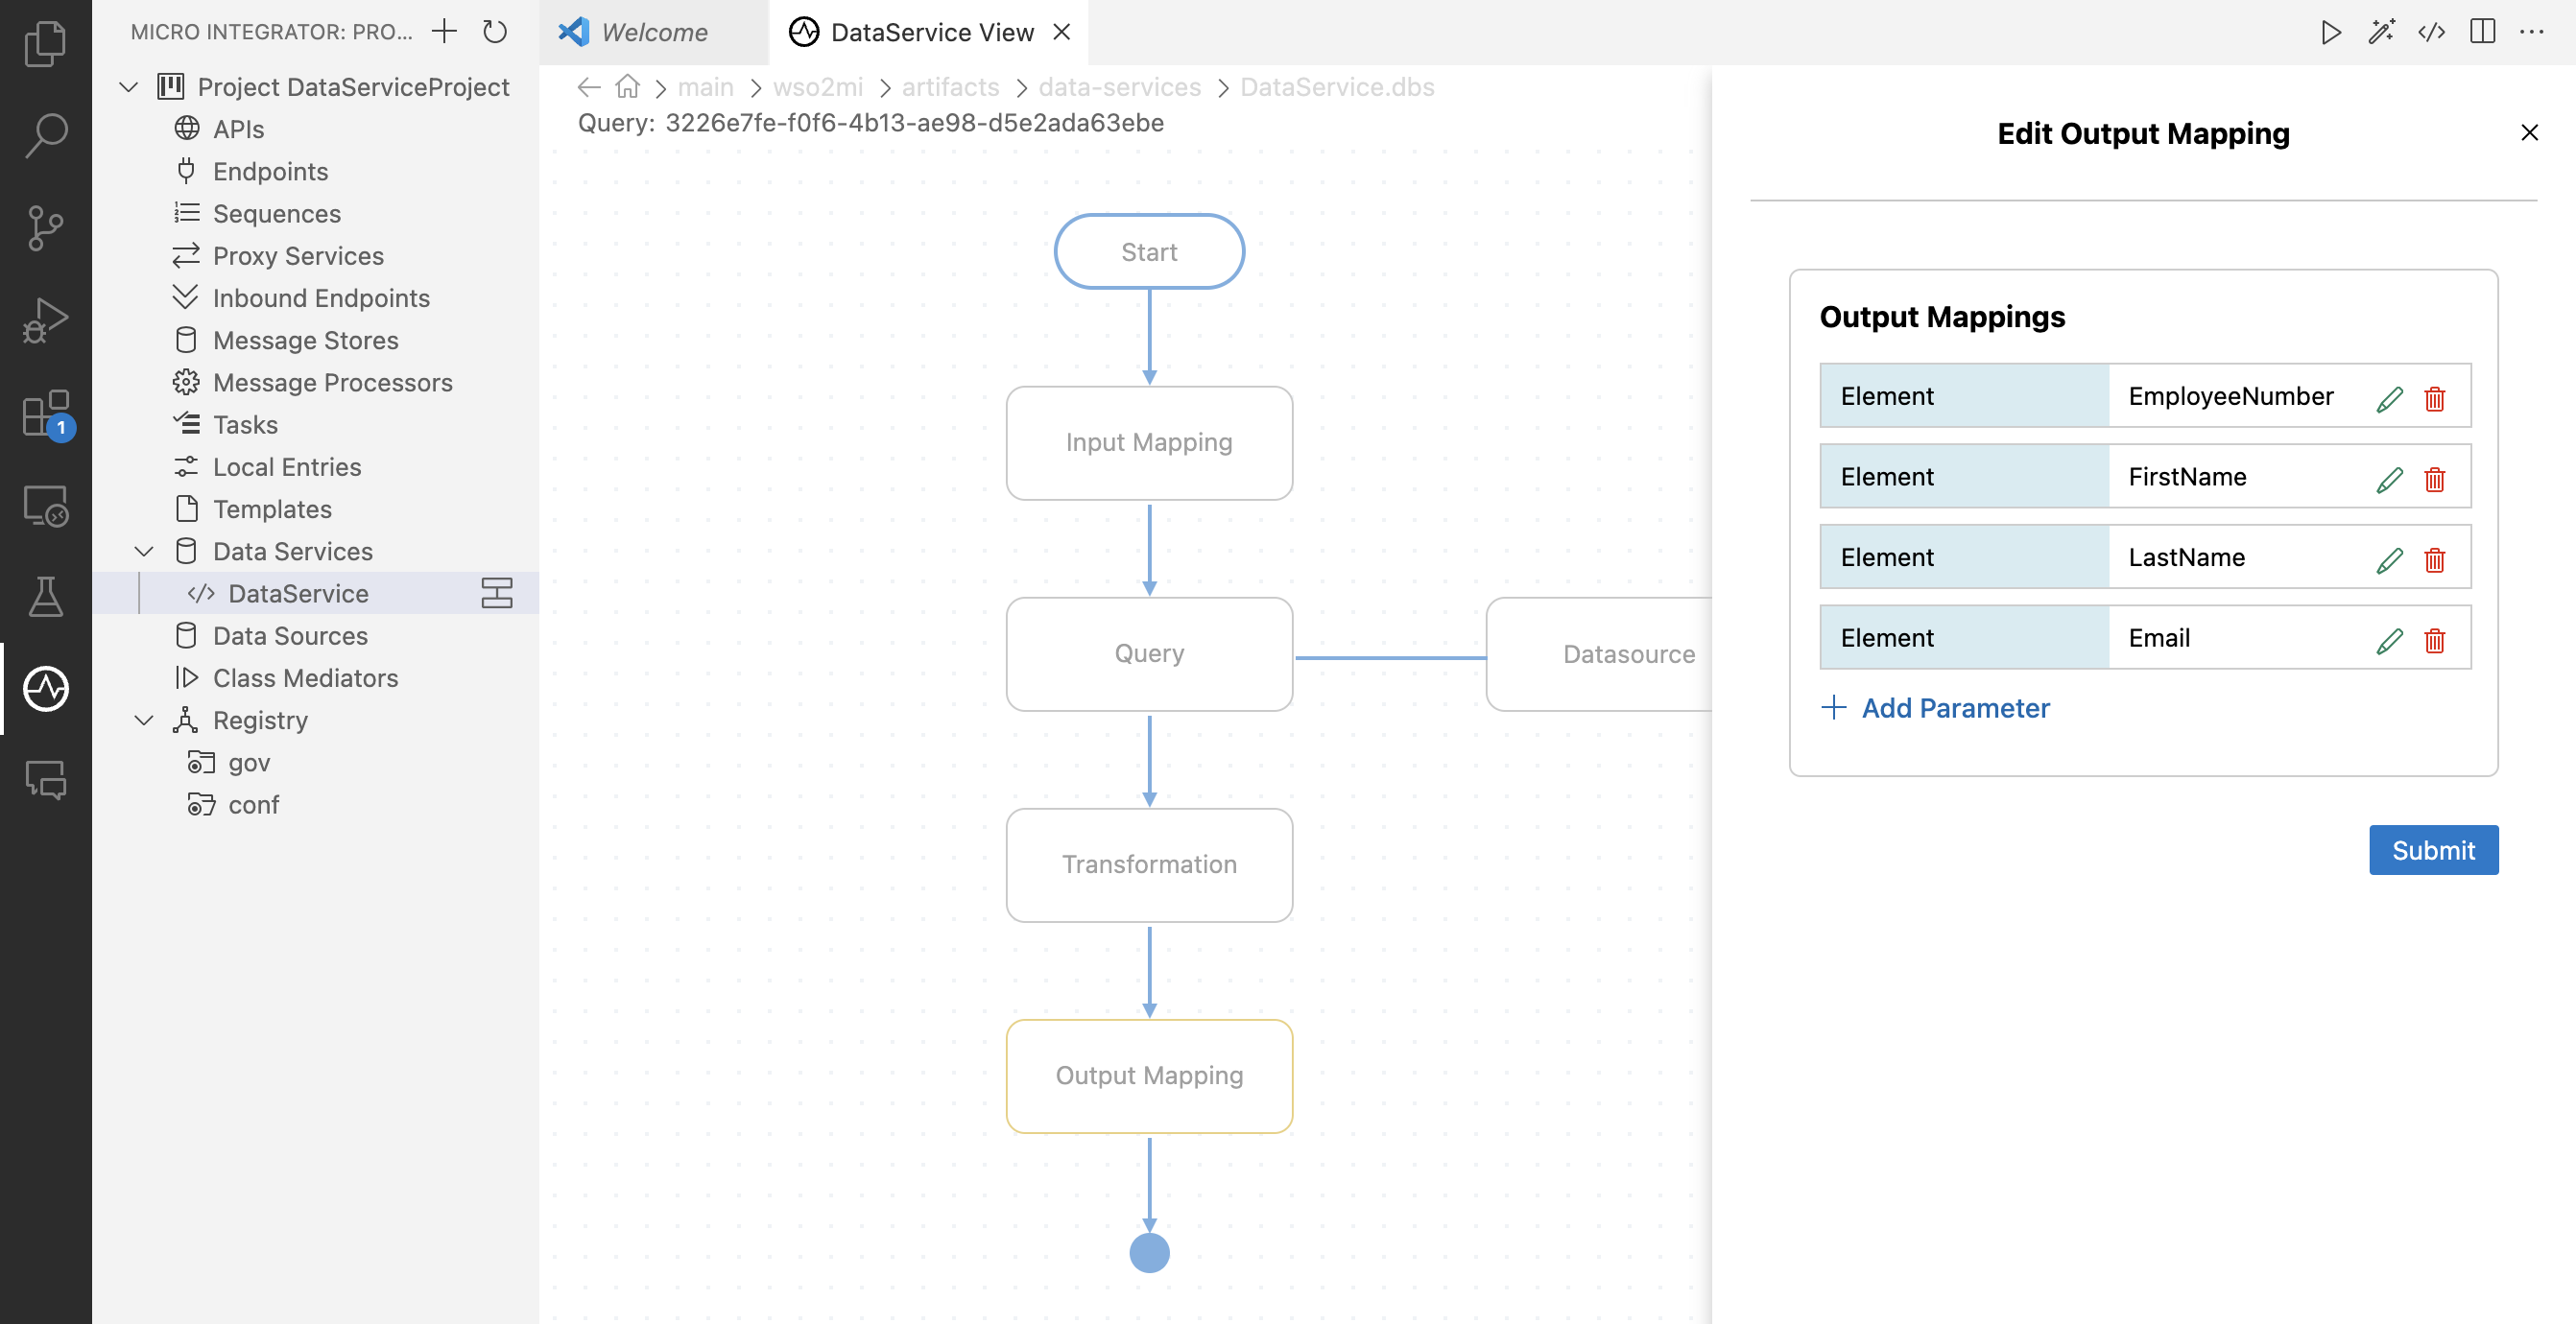 MICRO INTEGRATOR: PRO...
Project DataServiceProject
APIs
Endpoints
Sequences
Proxy Services
Inbound Endpoints
Message Stores
Message Processors
Tasks
Local Entries
Templates
Data Services
DataService
Data Sources
Class Mediators
Registry
gov
conf
1
Welcome
DataService View
main > wso2mi > artifacts > data-services > DataService.dbs
Query: 3226e7fe-f0f6-4b13-ae98-d5e2ada63ebe
Start
Input Mapping
Query
Datasource
Transformation
Output Mapping
Edit Output Mapping
Output Mappings
Element EmployeeNumber
Element FirstName
Element LastName
Element Email
Add Parameter
Submit